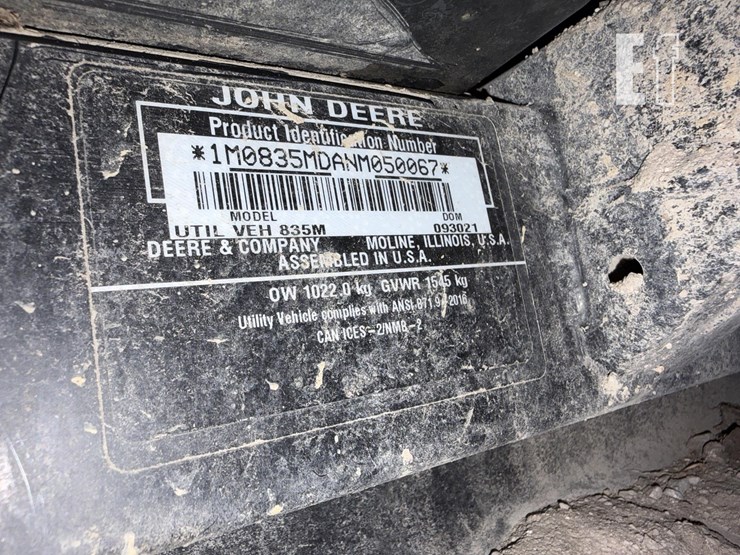 JOHN DEERE
Product Identification Number
*1M0835MDANM050067*
MODEL DOM
UTIL VEH 835M 093021
DEERE & COMPANY MOLINE, ILLINOIS, U.S.A.
ASSEMBLED IN U.S.A.
OW 1022.0 kg GVWR 1545 kg
Utility Vehicle complies with ANSI-B71.9-2016
CAN ICES-2/NMB-2